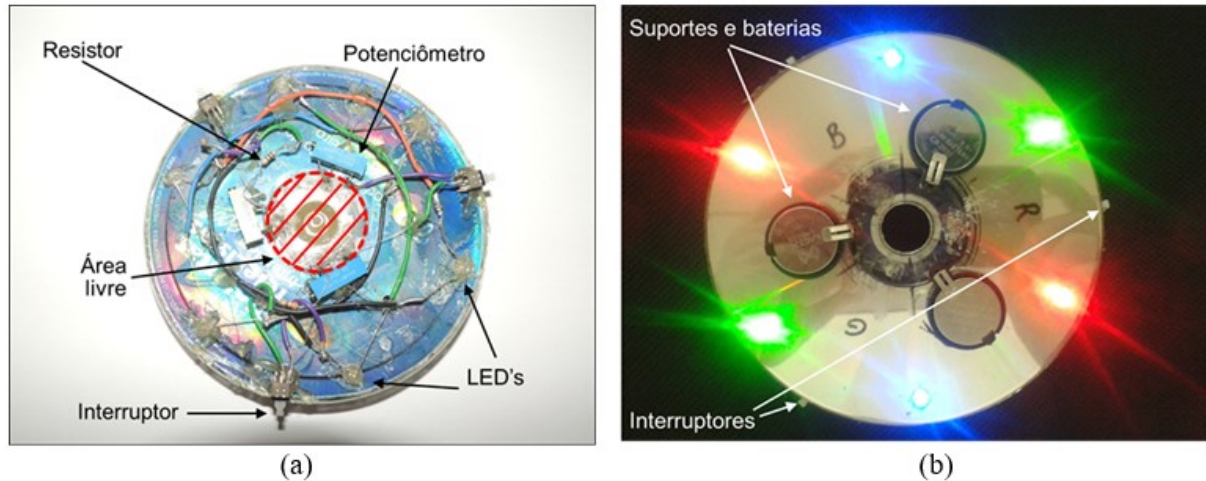 Resistor
Potenciômetro
Área
livre
LED's
Interruptor
(a)
Suportes e baterias
B
R
G
Interruptores
(b)